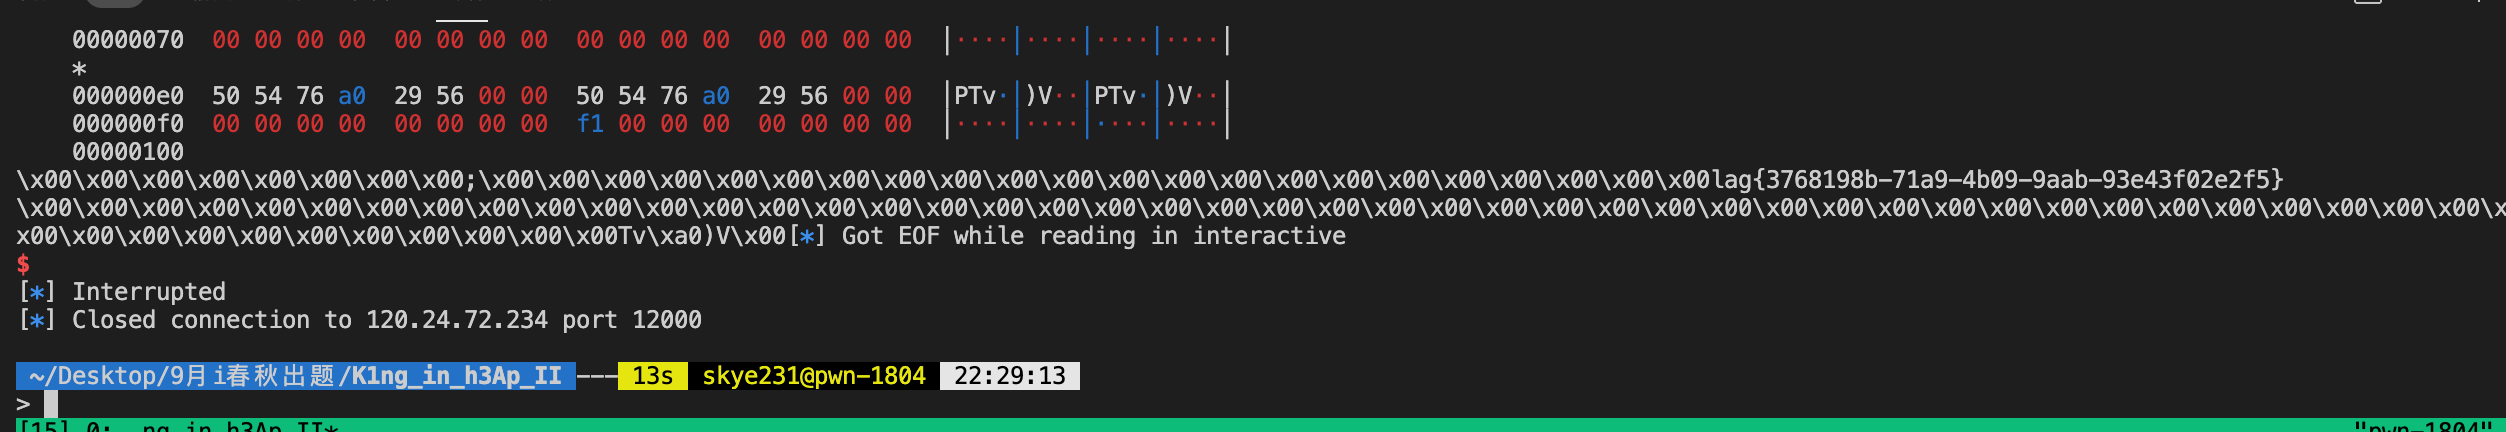 00000070  00 00 00 00  00 00 00 00  00 00 00 00  00 00 00 00  |····|····|····|····|
*
000000e0  50 54 76 a0  29 56 00 00  50 54 76 a0  29 56 00 00  |PTv·|)V··|PTv·|)V··|
000000f0  00 00 00 00  00 00 00 00  f1 00 00 00  00 00 00 00  |····|····|····|····|
00000100
\x00\x00\x00\x00\x00\x00\x00\x00;\x00\x00\x00\x00\x00\x00\x00\x00\x00\x00\x00\x00\x00\x00\x00\x00\x00\x00\x00\x00\x00\x00lag{3768198b-71a9-4b09-9aab-93e43f02e2f5}
\x00\x00\x00\x00\x00\x00\x00\x00\x00\x00\x00\x00\x00\x00\x00\x00\x00\x00\x00\x00\x00\x00\x00\x00\x00\x00\x00\x00\x00\x00\x00\x00\x00\x00\x00\x00\x00\x00\x00\x00\x00\x00\x00\x00\x
x00\x00\x00\x00\x00\x00\x00\x00\x00\x00\x00Tv\xa0)V\x00[*] Got EOF while reading in interactive
$
[*] Interrupted
[*] Closed connection to 120.24.72.234 port 12000
~/Desktop/9月i春秋出题/K1ng_in_h3Ap_II 13s skye231@pwn-1804 22:29:13
>
[15] 0:  ng in h3Ap II* "pwn-1804"